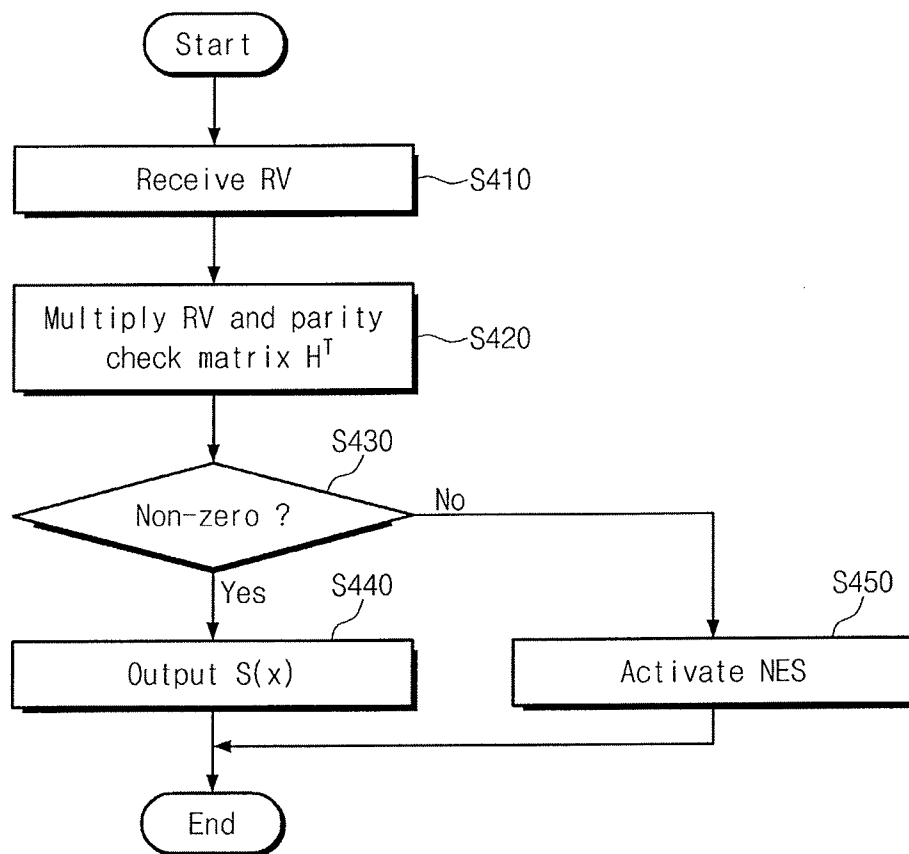 Start
Receive RV
S410
Multiply RV and parity
check matrix Hᵀ
S420
S430
Non-zero ?
No
Yes
S440
S450
Output S(x)
Activate NES
End